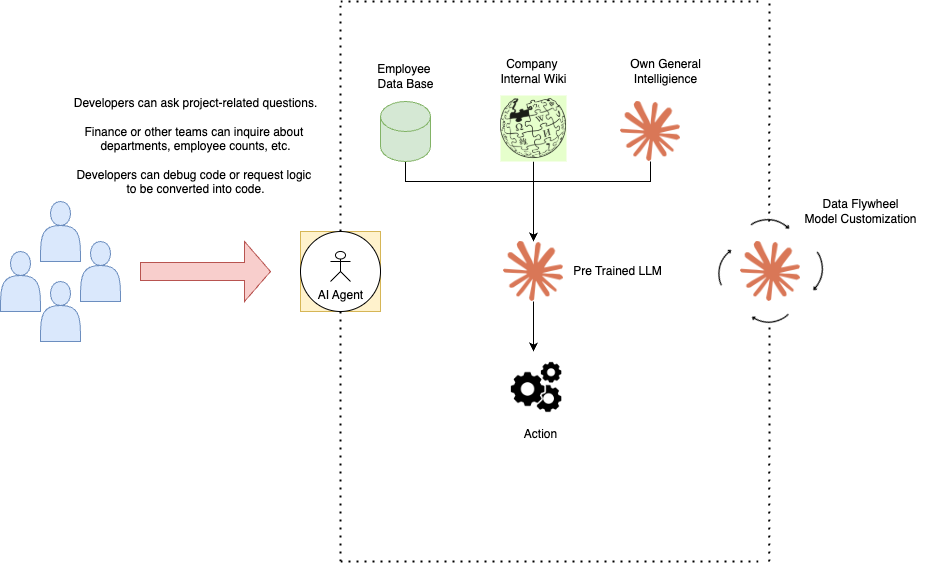 Employee
Data Base
Company
Internal Wiki
Own General
Intelligience
Developers can ask project-related questions.
Finance or other teams can inquire about
departments, employee counts, etc.
Developers can debug code or request logic
to be converted into code.
Data Flywheel
Model Customization
AI Agent
Pre Trained LLM
Action